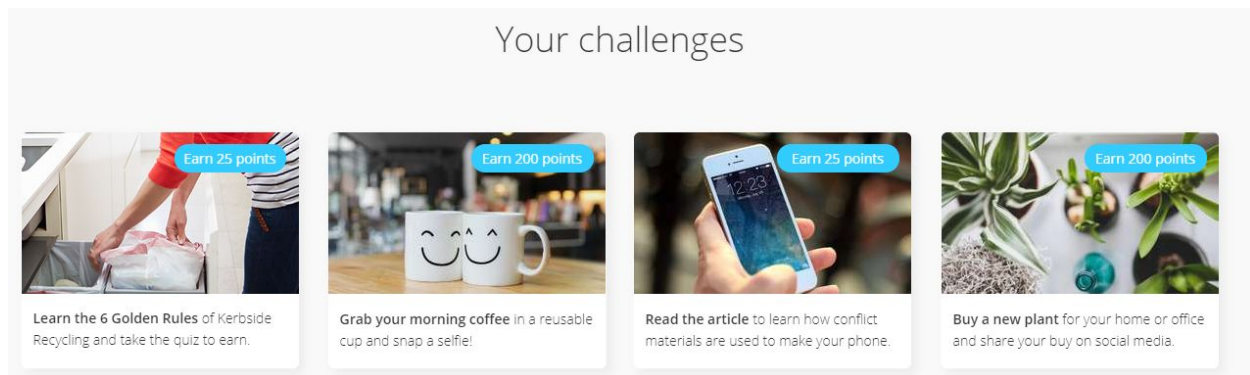 Your challenges
Earn 25 points
Earn 200 points
Earn 25 points
Earn 200 points
12:23
Learn the 6 Golden Rules of Kerbside
Recycling and take the quiz to earn.
Grab your morning coffee in a reusable
cup and snap a selfie!
Read the article to learn how conflict
materials are used to make your phone.
Buy a new plant for your home or office
and share your buy on social media.